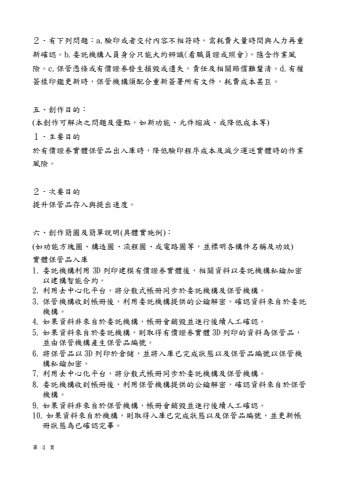 ２．有下列問題：a.驗印或者交付內容不相符時，需耗費大量時間與人力再重
新確認。b.委託機構人員身分只能大約辨識(看職員證或照會)，隱含作業風
險。c.保管憑條或有價證券發生損毀或遺失，責任及相關賠償難釐清。d.有權
簽樣印鑑更新時，保管機構須配合重新簽署所有文件，耗費成本甚巨。
五、創作目的：
(本創作可解決之問題及優點，如新功能、元件縮減、或降低成本等)
１．主要目的
於有價證券實體保管品出入庫時，降低驗印程序成本及減少運送實體時的作業
風險。
２．次要目的
提升保管品存入與提出速度。
六、創作簡圖及簡單說明(具體實施例)：
(如功能方塊圖、構造圖、流程圖、或電路圖等，並標明各構件名稱及功效)
實體保管品入庫
1. 委託機構利用 3D 列印建模有價證券實體後，相關資料以委託機構私鑰加密
以建構智能合約。
2. 利用去中心化平台，將分散式帳冊同步於委託機構及保管機構。
3. 保管機構收到帳冊後，利用委託機構提供的公鑰解密，確認資料來自於委託
機構。
4. 如果資料非來自於委託機構，帳冊會銷毀並進行後續人工確認。
5. 如果資料來自於委託機構，則取得有價證券實體 3D 列印的資料為保管品，
並由保管機構產生保管品編號。
6. 將保管品以 3D 列印於倉儲，並將入庫已完成狀態以及保管品編號以保管機
構私鑰加密。
7. 利用去中心化平台，將分散式帳冊同步於委託機構及保管機構。
8. 委託機構收到帳冊後，利用保管機構提供的公鑰解密，確認資料來自於保管
機構。
9. 如果資料非來自於保管機構，帳冊會銷毀並進行後續人工確認。
10. 如果資料來自於機構，則取得入庫已完成狀態以及保管品編號，並更新帳
冊狀態為已確認完畢。
第 4 頁